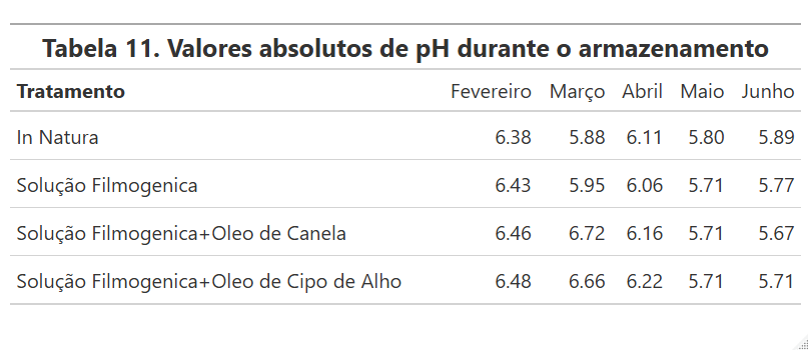 Tabela 11. Valores absolutos de pH durante o armazenamento
Tratamento Fevereiro Março Abril Maio Junho
In Natura 6.38 5.88 6.11 5.80 5.89
Solução Filmogenica 6.43 5.95 6.06 5.71 5.77
Solução Filmogenica+Oleo de Canela 6.46 6.72 6.16 5.71 5.67
Solução Filmogenica+Oleo de Cipo de Alho 6.48 6.66 6.22 5.71 5.71